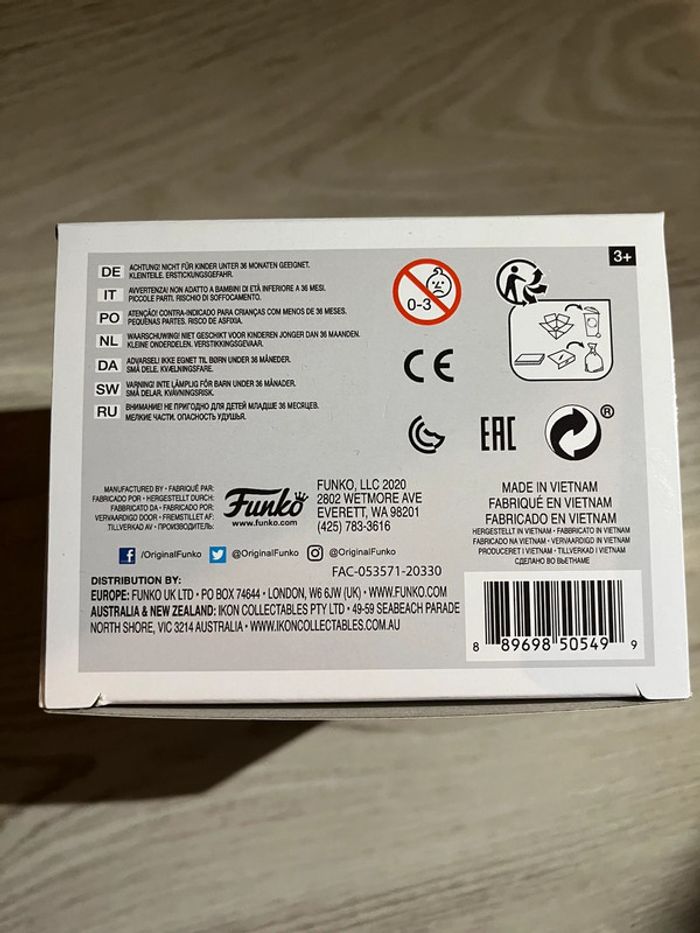 3+
DE ACHTUNG! NICHT FÜR KINDER UNTER 36 MONATEN GEEIGNET.
KLEINTEILE. ERSTICKUNGSGEFAHR.
IT AVVERTENZA! NON ADATTO A BAMBINI DI ETÀ INFERIORE A 36 MESI.
PICCOLE PARTI. RISCHIO DI SOFFOCAMENTO.
PO ATENÇÃO! CONTRA-INDICADO PARA CRIANÇAS COM MENOS DE 36 MESES.
PEQUENAS PARTES. RISCO DE ASFIXIA.
NL WAARSCHUWING! NIET GESCHIKT VOOR KINDEREN JONGER DAN 36 MAANDEN.
KLEINE ONDERDELEN. VERSTIKKINGSGEVAAR.
DA ADVARSEL! IKKE EGNET TIL BØRN UNDER 36 MÅNEDER.
SMÅ DELE. KVÆLNINGSFARE.
SW VARNING! INTE LÄMPLIG FÖR BARN UNDER 36 MÅNADER.
SMÅ DELAR. KVÄVNINGSRISK.
RU ВНИМАНИЕ! НЕ ПРИГОДНО ДЛЯ ДЕТЕЙ МЛАДШЕ 36 МЕСЯЦЕВ.
МЕЛКИЕ ЧАСТИ. ОПАСНОСТЬ УДУШЬЯ.
0-3
CE
EAC
®
MANUFACTURED BY • FABRIQUÉ PAR:
FABRICADO POR • HERGESTELLT DURCH:
FABBRICATO DA • FABRICADO POR:
VERVAARDIGD DOOR • FREMSTILLET AF:
TILLVERKAD AV • ПРОИЗВОДИТЕЛЬ:
Funko
www.funko.com
FUNKO, LLC 2020
2802 WETMORE AVE
EVERETT, WA 98201
(425) 783-3616
MADE IN VIETNAM
FABRIQUÉ EN VIETNAM
FABRICADO EN VIETNAM
HERGESTELLT IN VIETNAM • FABBRICATO IN VIETNAM
FABRICADO NA VIETNAM • VERVAARDIGD IN VIETNAM
PRODUCERET I VIETNAM • TILLVERKAD I VIETNAM
СДЕЛАНО ВО ВЬЕТНАМЕ
/OriginalFunko @OriginalFunko @OriginalFunko
FAC-053571-20330
DISTRIBUTION BY:
EUROPE: FUNKO UK LTD • PO BOX 74644 • LONDON, W6 6JW (UK) • WWW.FUNKO.COM
AUSTRALIA & NEW ZEALAND: IKON COLLECTABLES PTY LTD • 49-59 SEABEACH PARADE
NORTH SHORE, VIC 3214 AUSTRALIA • WWW.IKONCOLLECTABLES.COM.AU
8 89698 50549 9